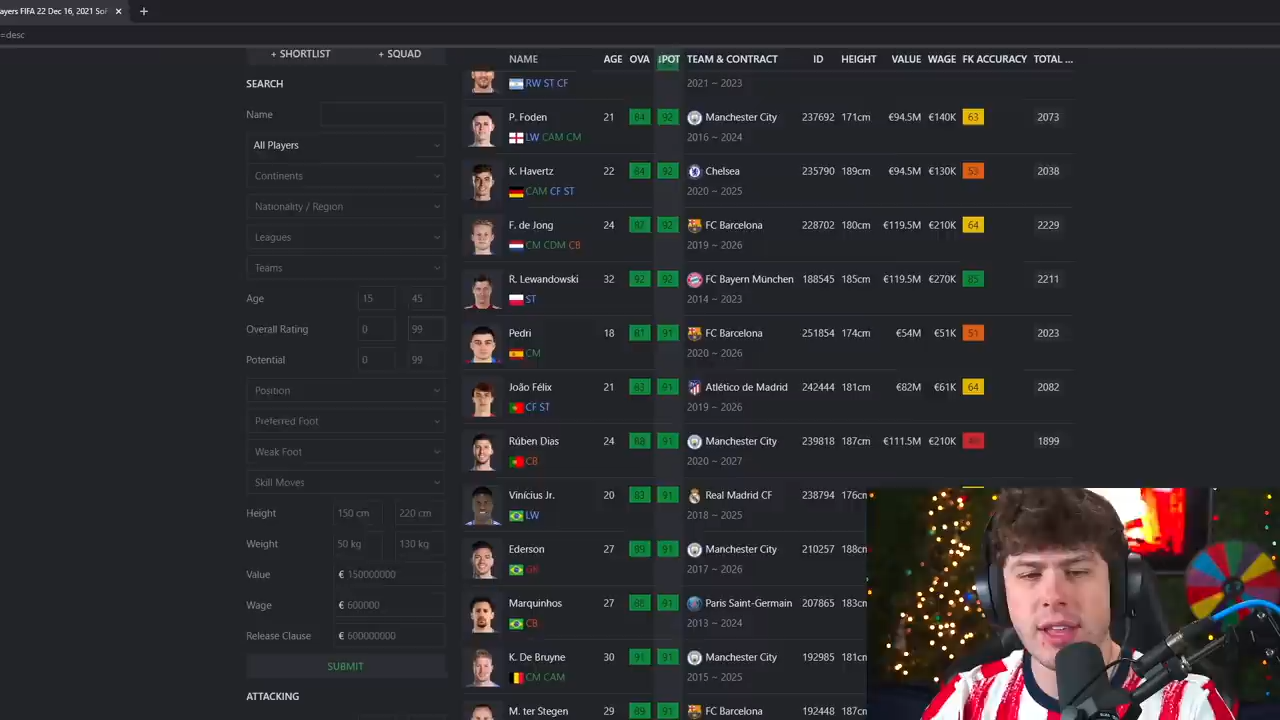 ayers FIFA 22 Dec 16, 2021 SoF
=desc
+ SHORTLIST + SQUAD
SEARCH
Name
All Players
Continents
Nationality / Region
Leagues
Teams
Age 15 45
Overall Rating 0 99
Potential 0 99
Position
Preferred Foot
Weak Foot
Skill Moves
Height 150 cm 220 cm
Weight 50 kg 130 kg
Value € 150000000
Wage € 600000
Release Clause € 600000000
SUBMIT
ATTACKING
NAME AGE OVA ↓POT TEAM & CONTRACT ID HEIGHT VALUE WAGE FK ACCURACY TOTAL ...
RW ST CF 2021 ~ 2023
P. Foden 21 84 92 Manchester City 237692 171cm €94.5M €140K 63 2073
LW CAM CM 2016 ~ 2024
K. Havertz 22 84 92 Chelsea 235790 189cm €94.5M €130K 53 2038
CAM CF ST 2020 ~ 2025
F. de Jong 24 87 92 FC Barcelona 228702 180cm €119.5M €210K 64 2229
CM CDM CB 2019 ~ 2026
R. Lewandowski 32 92 92 FC Bayern München 188545 185cm €119.5M €270K 85 2211
ST 2014 ~ 2023
Pedri 18 81 91 FC Barcelona 251854 174cm €54M €51K 51 2023
CM 2020 ~ 2026
João Félix 21 83 91 Atlético de Madrid 242444 181cm €82M €61K 64 2082
CF ST 2019 ~ 2026
Rúben Dias 24 88 91 Manchester City 239818 187cm €111.5M €210K 1899
CB 2020 ~ 2027
Vinícius Jr. 20 83 91 Real Madrid CF 238794 176cm
LW 2018 ~ 2025
Ederson 27 89 91 Manchester City 210257 188cm
GK 2017 ~ 2026
Marquinhos 27 88 91 Paris Saint-Germain 207865 183cm
CB 2013 ~ 2024
K. De Bruyne 30 91 91 Manchester City 192985 181cm
CM CAM 2015 ~ 2025
M. ter Stegen 29 89 91 FC Barcelona 192448 187cm